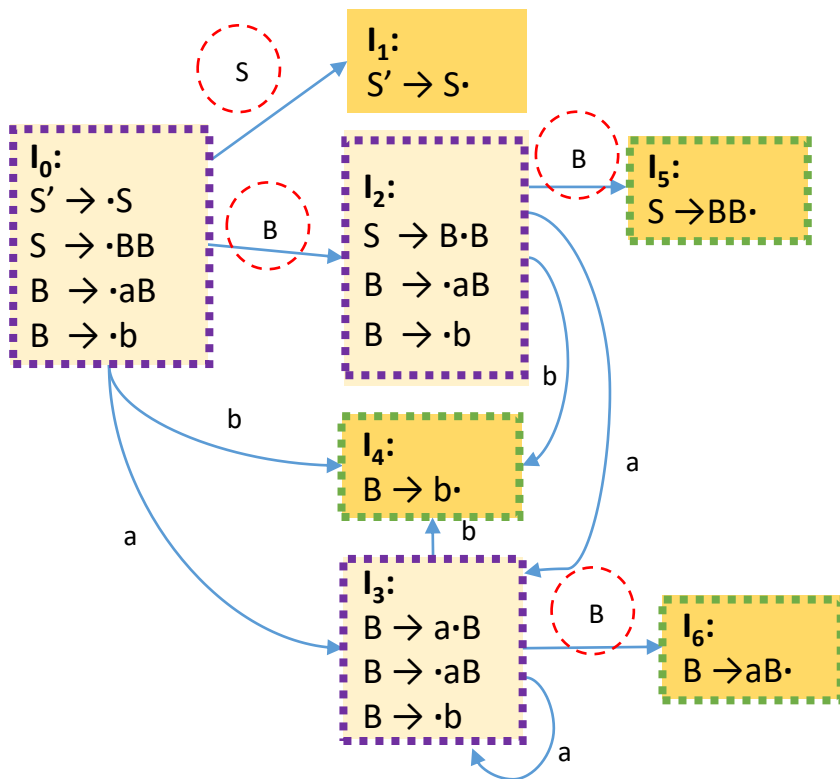 S
I₁:
S’ → S·
I₀:
S’ → ·S
S → ·BB
B → ·aB
B → ·b
B
I₂:
S → B·B
B → ·aB
B → ·b
B
I₅:
S →BB·
b
a
b
a
I₄:
B → b·
b
I₃:
B → a·B
B → ·aB
B → ·b
B
I₆:
B →aB·
a